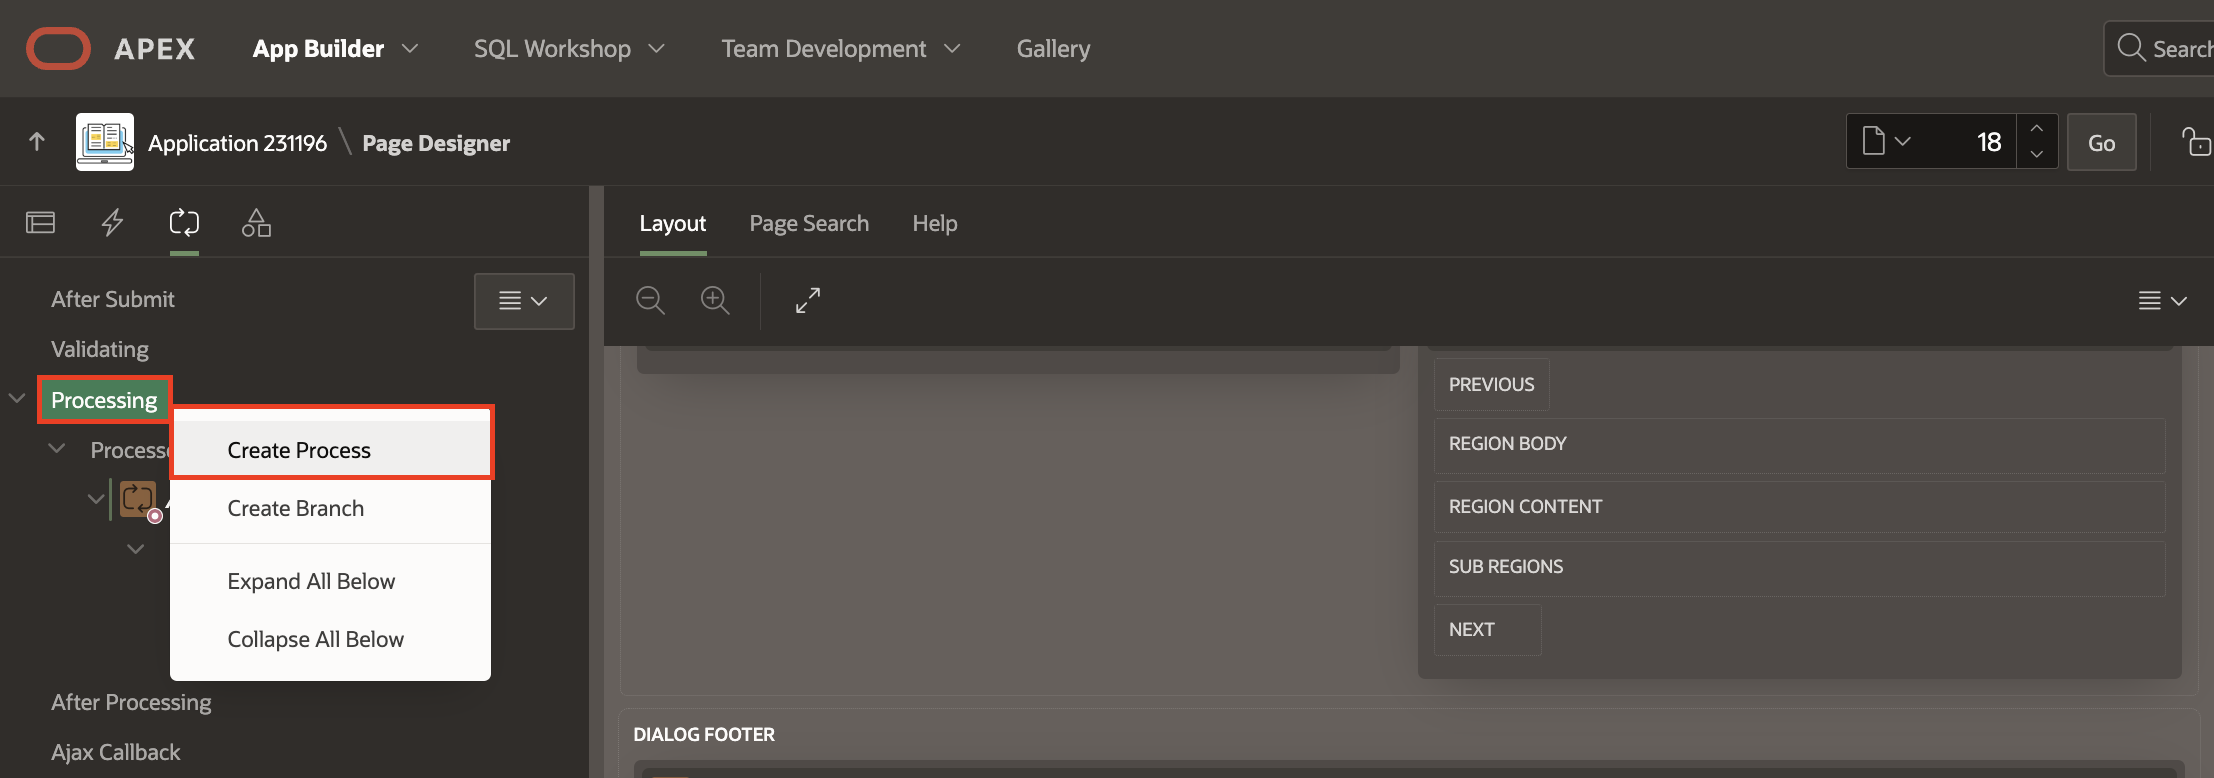 APEX App Builder SQL Workshop Team Development Gallery
Application 231196 \ Page Designer 18 Go
Layout Page Search Help
After Submit
Validating
Processing
Create Process
Create Branch
Expand All Below
Collapse All Below
After Processing
Ajax Callback
PREVIOUS
REGION BODY
REGION CONTENT
SUB REGIONS
NEXT
DIALOG FOOTER